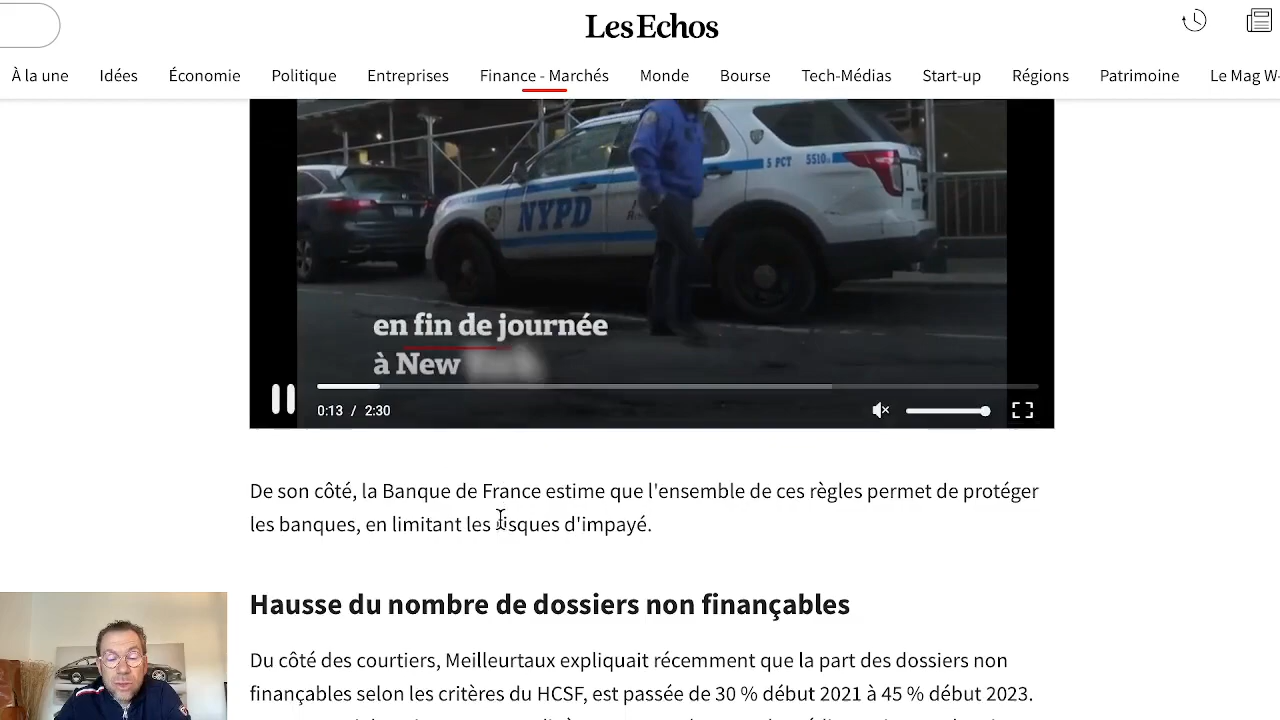 Les Echos
À la une Idées Économie Politique Entreprises Finance - Marchés Monde Bourse Tech-Médias Start-up Régions Patrimoine Le Mag W-
5 PCT 5510
NYPD
en fin de journée
à New
0:13 / 2:30
De son côté, la Banque de France estime que l'ensemble de ces règles permet de protéger
les banques, en limitant les risques d'impayé.
Hausse du nombre de dossiers non finançables
Du côté des courtiers, Meilleurtaux expliquait récemment que la part des dossiers non
finançables selon les critères du HCSF, est passée de 30 % début 2021 à 45 % début 2023.